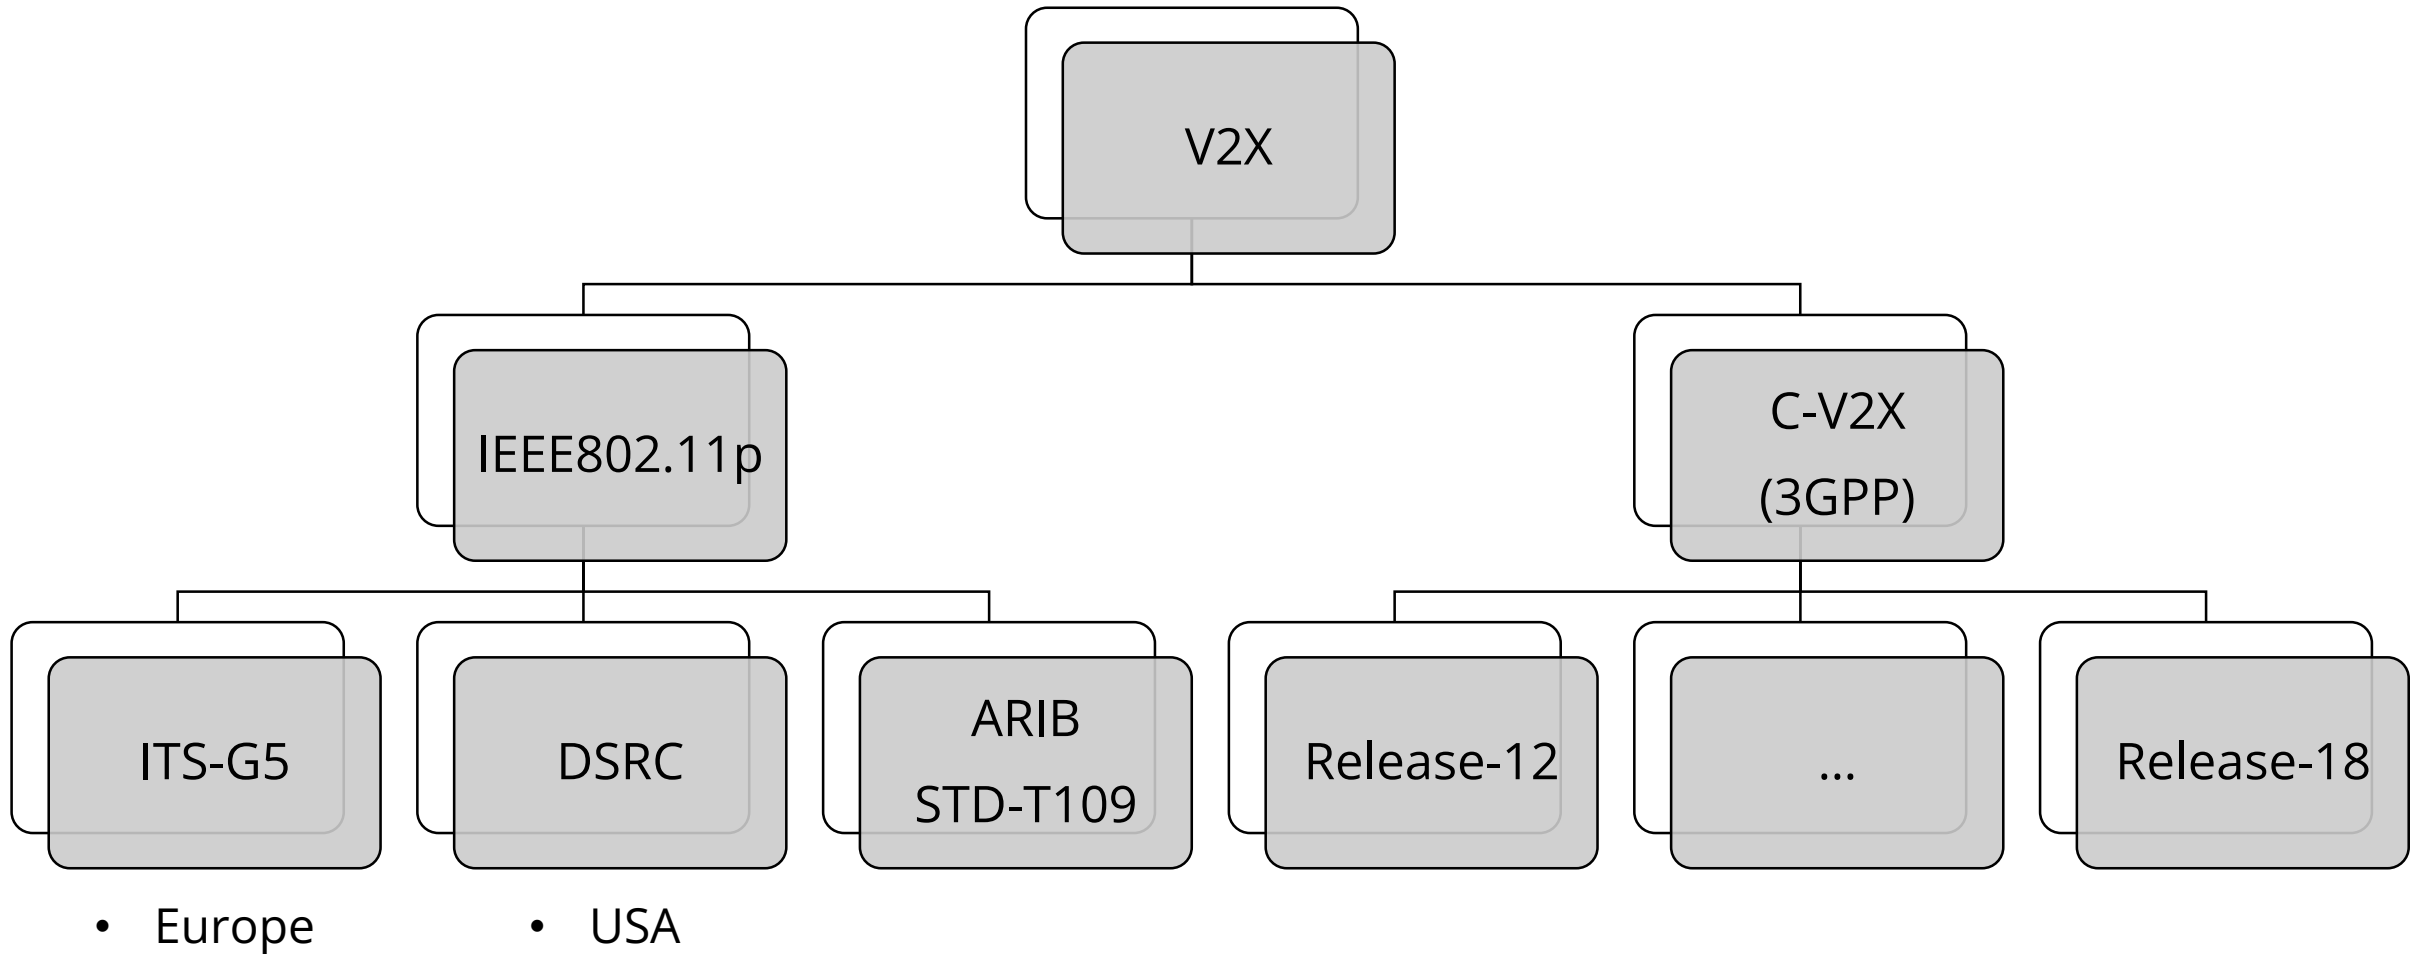 V2X
IEEE802.11p
C-V2X
(3GPP)
ITS-G5
DSRC
ARIB
STD-T109
Release-12
...
Release-18
• Europe
• USA